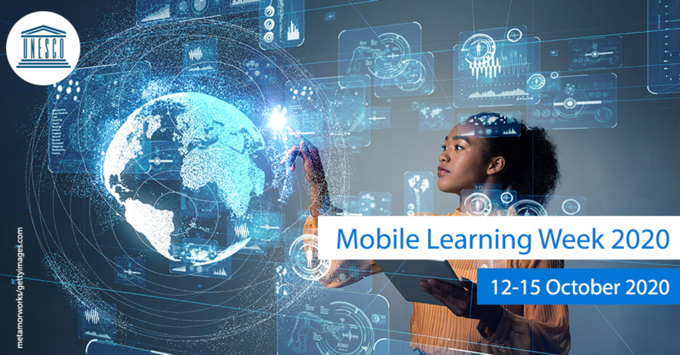 UNESCO
Mobile Learning Week 2020
12-15 October 2020
metamorworks/gettyimages.com